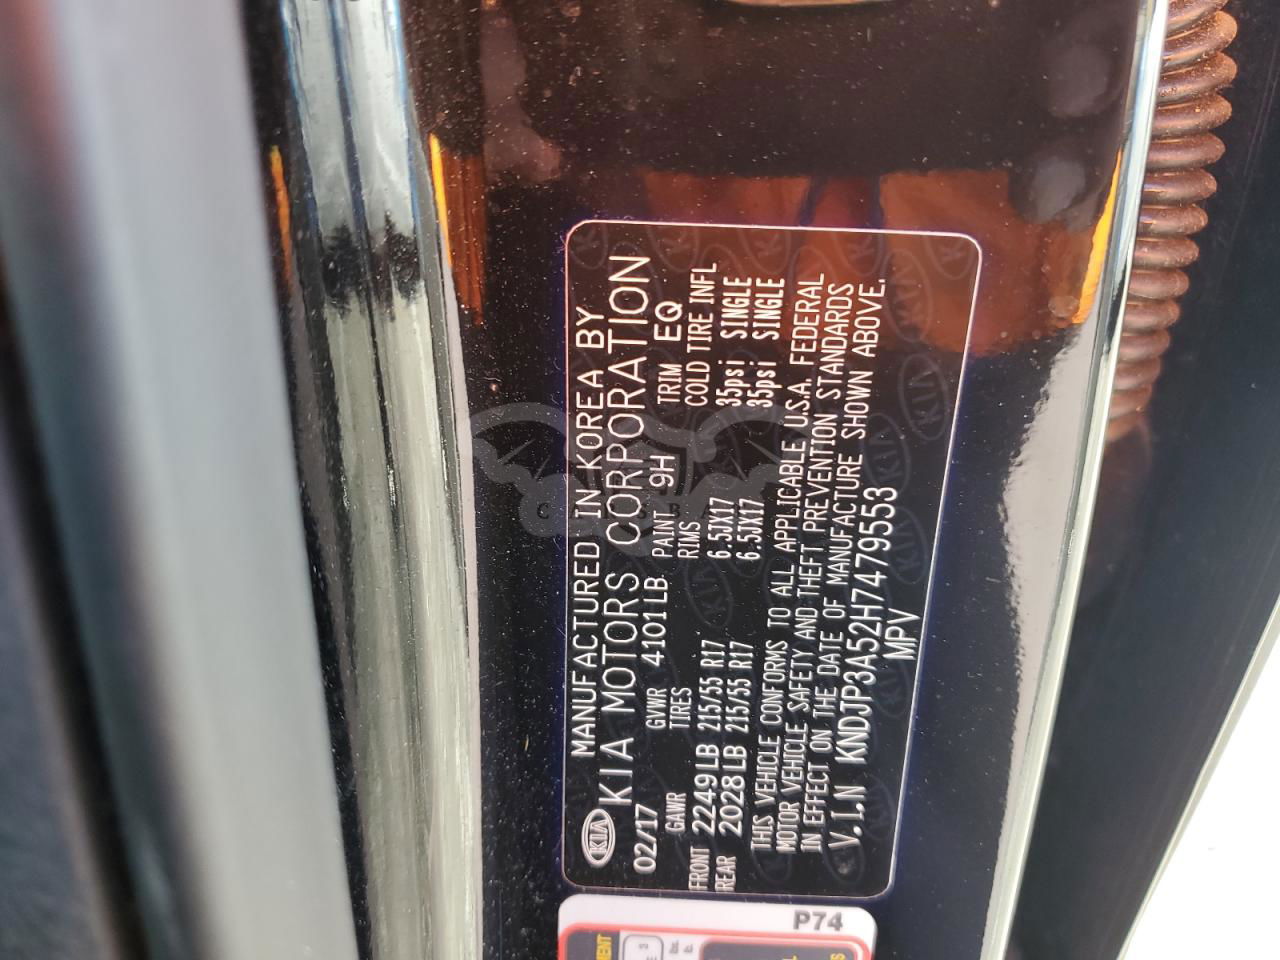 MANUFACTURED IN KOREA BY
KIA KIA MOTORS CORPORATION
02/17 GVWR 4101LB PAINT 9H TRIM EQ
GAWR TIRES RIMS COLD TIRE INFL
FRONT 2249LB 215/55 R17 6.5JX17 35psi SINGLE
REAR 2028LB 215/55 R17 6.5JX17 35psi SINGLE
THIS VEHICLE CONFORMS TO ALL APPLICABLE U.S.A. FEDERAL
MOTOR VEHICLE SAFETY AND THEFT PREVENTION STANDARDS
IN EFFECT ON THE DATE OF MANUFACTURE SHOWN ABOVE.
V.I.N KNDJP3A52H7479553
MPV
P74